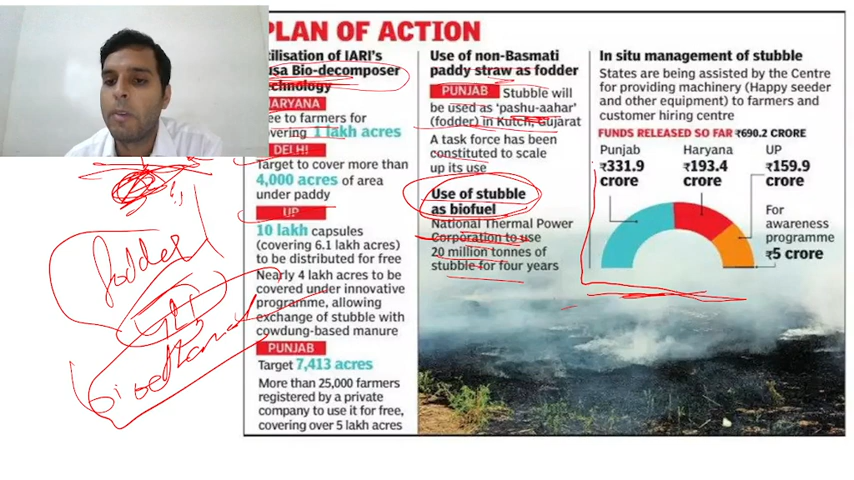 PLAN OF ACTION
tilisation of IARI's
usa Bio-decomposer
chnology
HARYANA
ee to farmers for
vering 1 lakh acres
DELHI
Target to cover more than
4,000 acres of area
under paddy
UP
10 lakh capsules
(covering 6.1 lakh acres)
to be distributed for free
Nearly 4 lakh acres to be
covered under innovative
programme, allowing
exchange of stubble with
cowdung-based manure
PUNJAB
Target 7,413 acres
More than 25,000 farmers
registered by a private
company to use it for free,
covering over 5 lakh acres
Use of non-Basmati
paddy straw as fodder
PUNJAB Stubble will
be used as 'pashu-aahar'
(fodder) in Kutch, Gujarat
A task force has been
constituted to scale
up its use
Use of stubble
as biofuel
National Thermal Power
Corporation to use
20 million tonnes of
stubble for four years
In situ management of stubble
States are being assisted by the Centre
for providing machinery (Happy seeder
and other equipment) to farmers and
customer hiring centre
FUNDS RELEASED SO FAR ₹690.2 CRORE
Punjab
₹331.9
crore
Haryana
₹193.4
crore
UP
₹159.9
crore
For
awareness
programme
₹5 crore
fodder